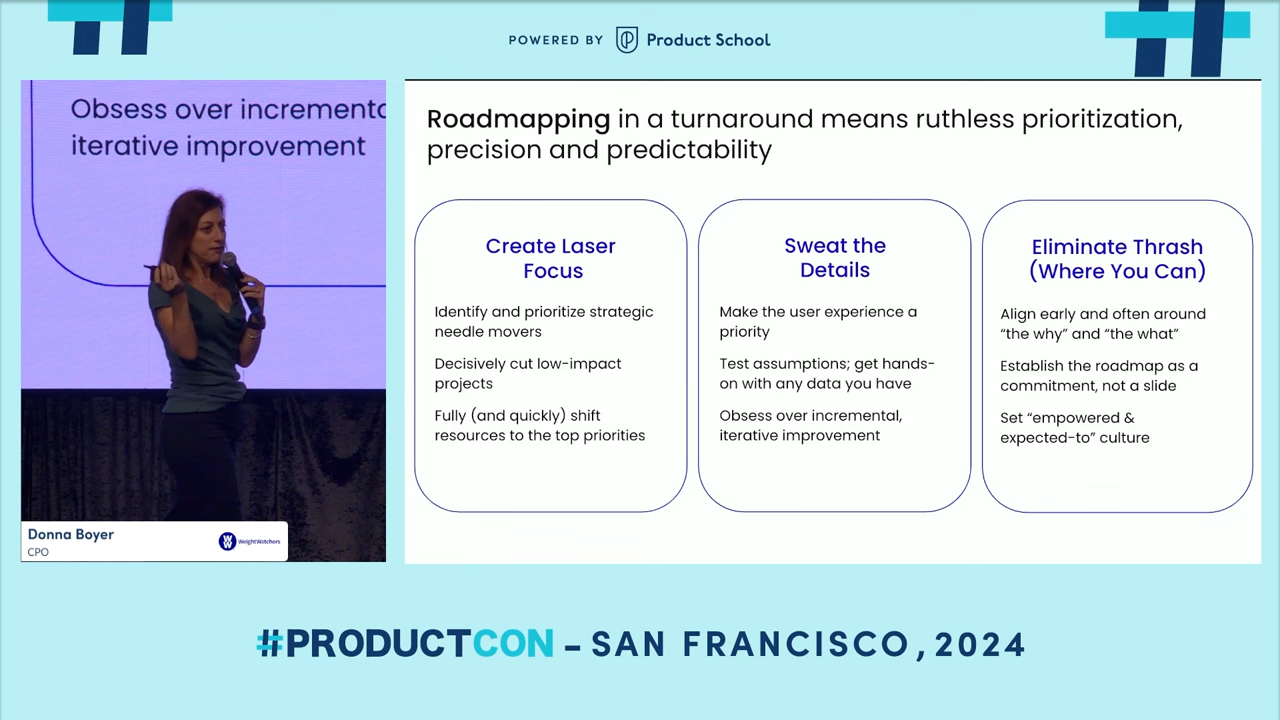 POWERED BY Product School
Obsess over incementa
iterative improvement
Donna Boyer
CPO
WeightWatchers
Roadmapping in a turnaround means ruthless prioritization,
precision and predictability
Create Laser
Focus
Identify and prioritize strategic
needle movers
Decisively cut low-impact
projects
Fully (and quickly) shift
resources to the top priorities
Sweat the
Details
Make the user experience a
priority
Test assumptions; get hands-
on with any data you have
Obsess over incremental,
iterative improvement
Eliminate Thrash
(Where You Can)
Align early and often around
“the why” and “the what”
Establish the roadmap as a
commitment, not a slide
Set “empowered &
expected-to” culture
#PRODUCTCON – SAN FRANCISCO, 2024